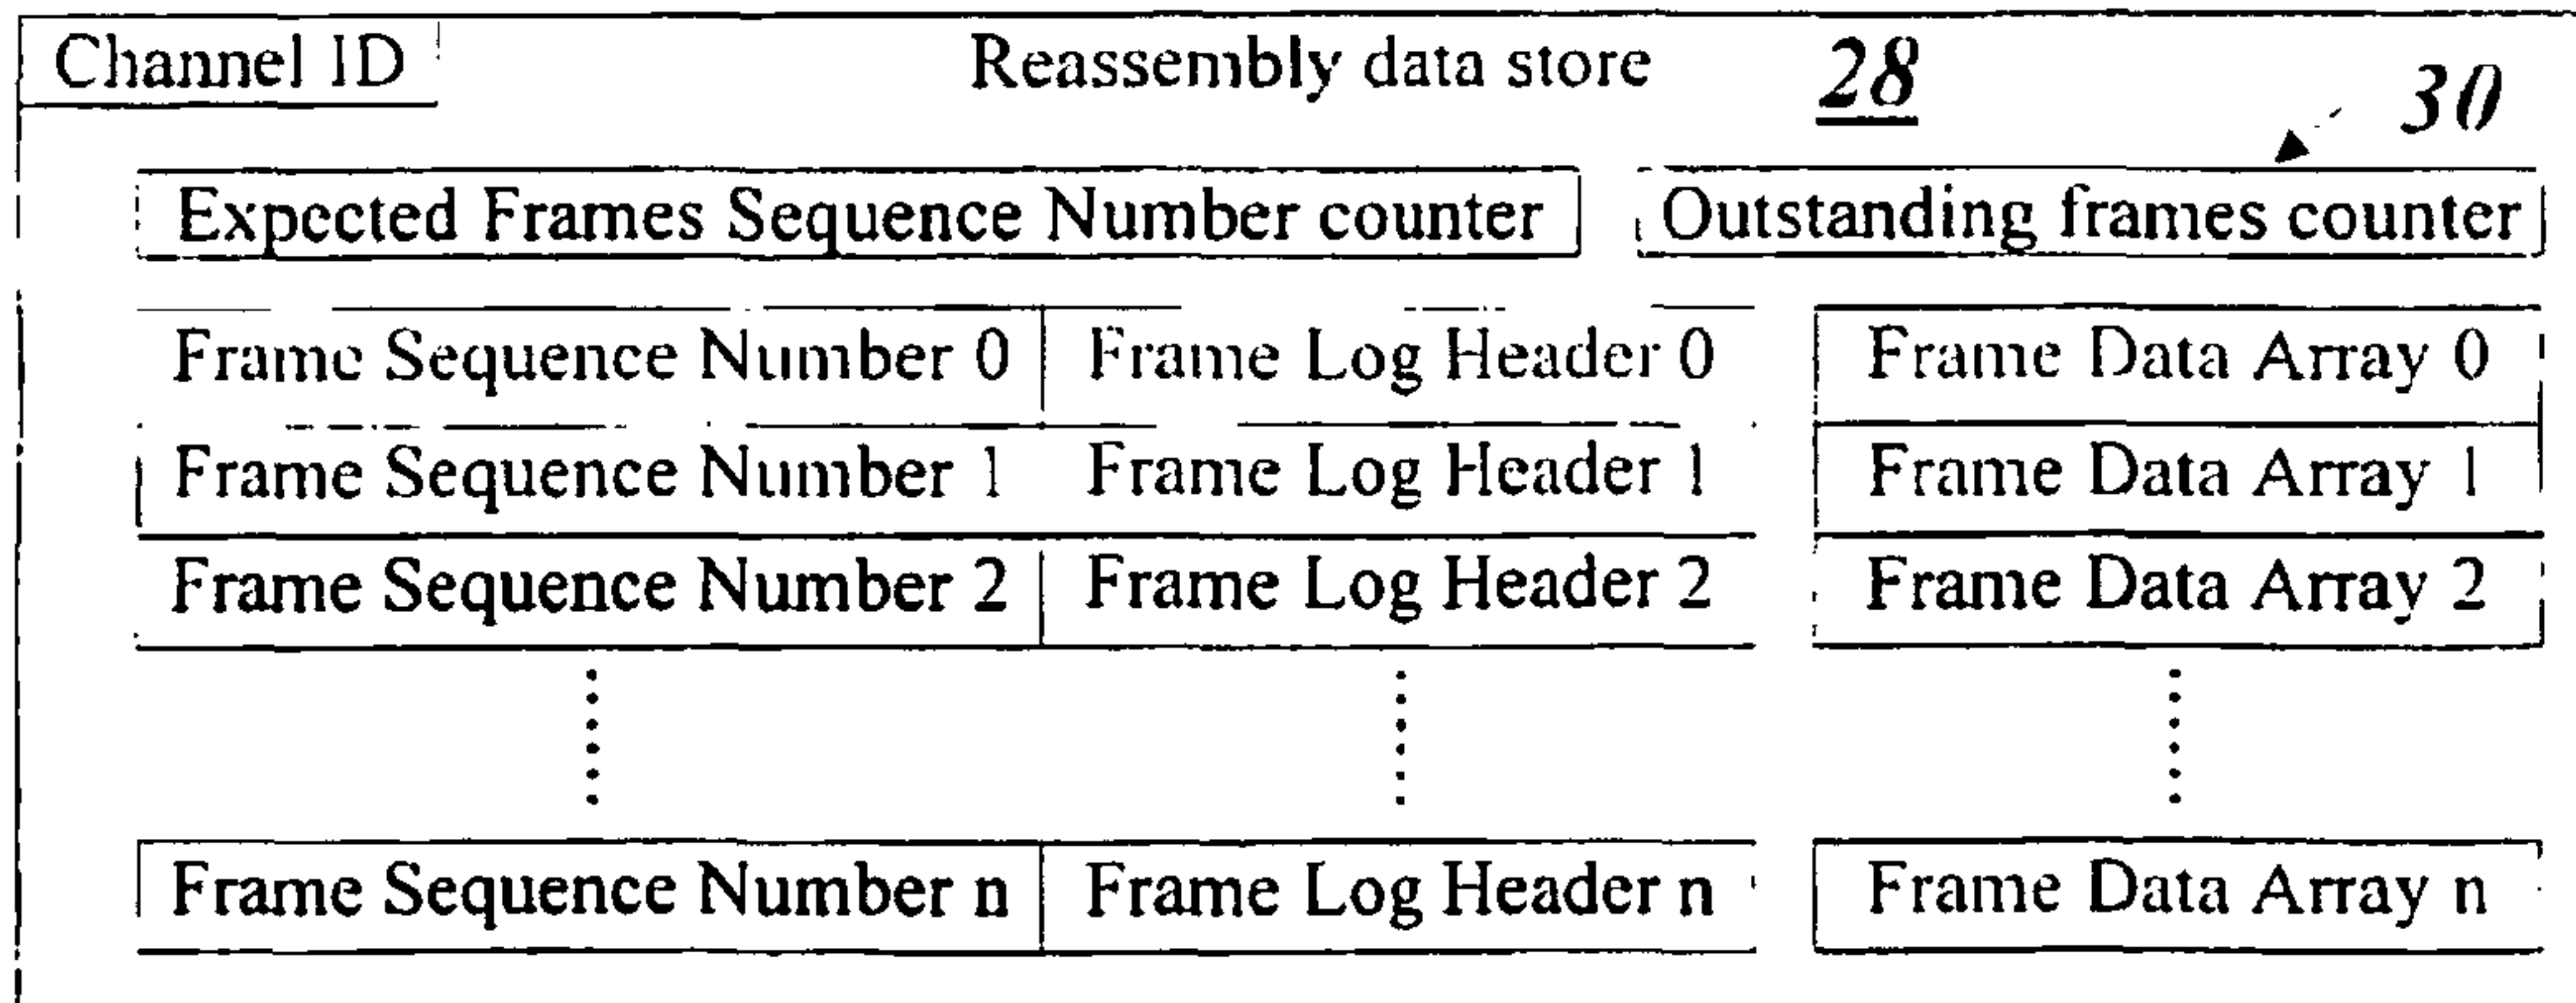 Channel ID Reassembly data store 28
30
Expected Frames Sequence Number counter Outstanding frames counter
Frame Sequence Number 0 Frame Log Header 0 Frame Data Array 0
Frame Sequence Number 1 Frame Log Header 1 Frame Data Array 1
Frame Sequence Number 2 Frame Log Header 2 Frame Data Array 2
Frame Sequence Number n Frame Log Header n Frame Data Array n